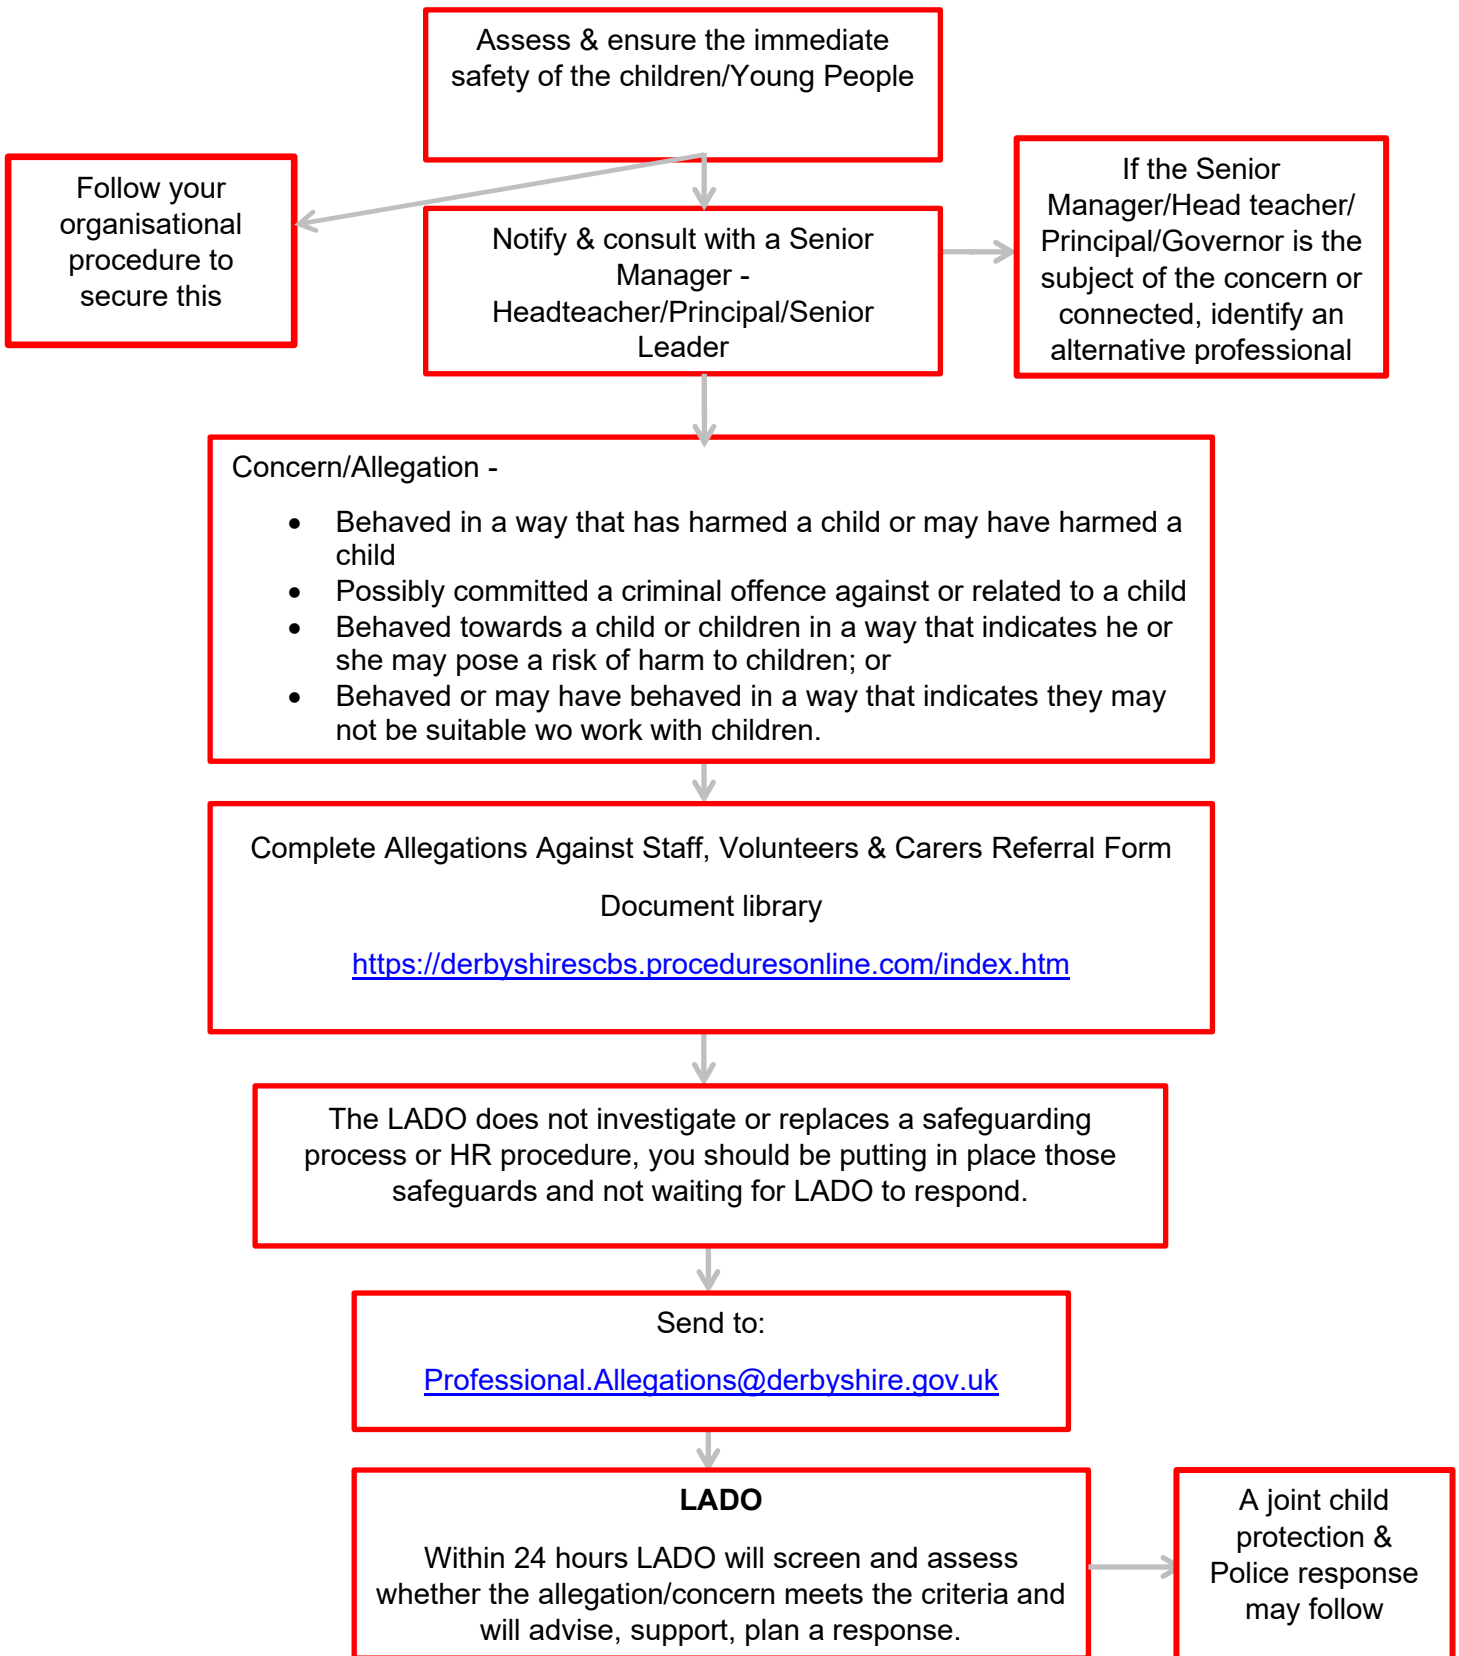 Assess & ensure the immediate
safety of the children/Young People
Follow your
organisational
procedure to
secure this
Notify & consult with a Senior
Manager -
Headteacher/Principal/Senior
Leader
If the Senior
Manager/Head teacher/
Principal/Governor is the
subject of the concern or
connected, identify an
alternative professional
Concern/Allegation -
• Behaved in a way that has harmed a child or may have harmed a
child
• Possibly committed a criminal offence against or related to a child
• Behaved towards a child or children in a way that indicates he or
she may pose a risk of harm to children; or
• Behaved or may have behaved in a way that indicates they may
not be suitable wo work with children.
Complete Allegations Against Staff, Volunteers & Carers Referral Form
Document library
https://derbyshirescbs.proceduresonline.com/index.htm
The LADO does not investigate or replaces a safeguarding
process or HR procedure, you should be putting in place those
safeguards and not waiting for LADO to respond.
Send to:
Professional.Allegations@derbyshire.gov.uk
LADO
Within 24 hours LADO will screen and assess
whether the allegation/concern meets the criteria and
will advise, support, plan a response.
A joint child
protection &
Police response
may follow